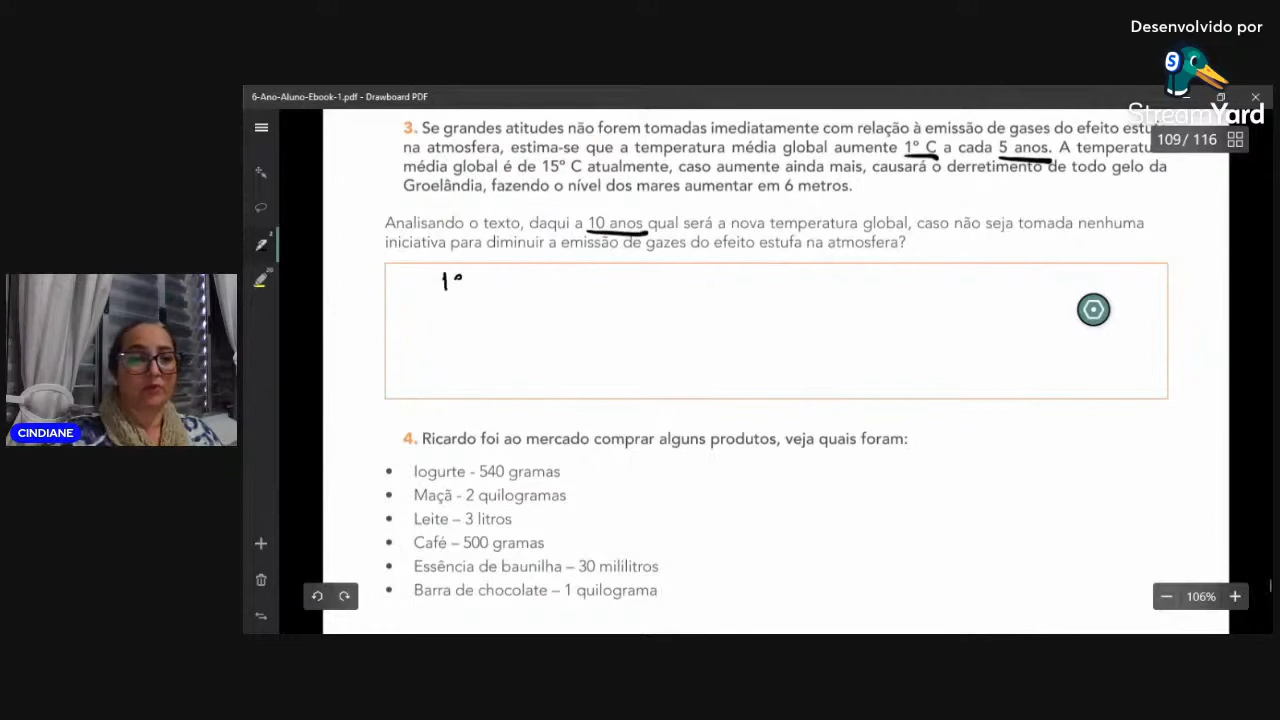 Desenvolvido por
StreamYard
6-Ano-Aluno-Ebook-1.pdf - Drawboard PDF
109 / 116
3. Se grandes atitudes não forem tomadas imediatamente com relação à emissão de gases do efeito estu
na atmosfera, estima-se que a temperatura média global aumente 1º C a cada 5 anos. A temperatu
média global é de 15º C atualmente, caso aumente ainda mais, causará o derretimento de todo gelo da
Groelândia, fazendo o nível dos mares aumentar em 6 metros.
Analisando o texto, daqui a 10 anos qual será a nova temperatura global, caso não seja tomada nenhuma
iniciativa para diminuir a emissão de gazes do efeito estufa na atmosfera?
1º
CINDIANE
4. Ricardo foi ao mercado comprar alguns produtos, veja quais foram:
• Iogurte - 540 gramas
• Maçã - 2 quilogramas
• Leite – 3 litros
• Café – 500 gramas
• Essência de baunilha – 30 mililitros
• Barra de chocolate – 1 quilograma
106%